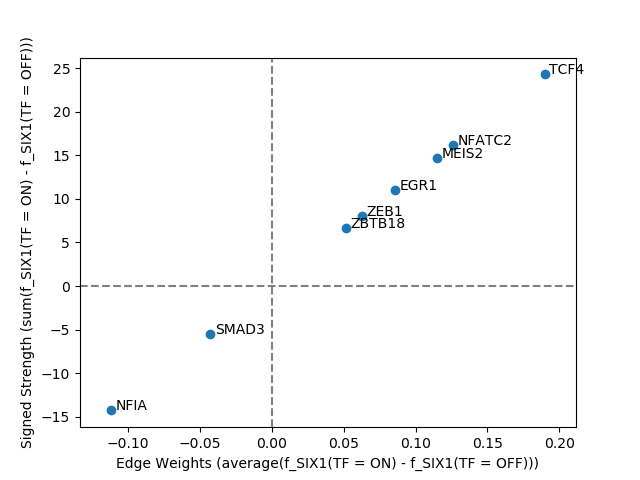 Signed Strength (sum(f_SIX1(TF = ON) - f_SIX1(TF = OFF)))
25
20
15
10
5
0
−5
−10
−15
TCF4
NFATC2
MEIS2
EGR1
ZEB1
ZBTB18
SMAD3
NFIA
−0.10 −0.05 0.00 0.05 0.10 0.15 0.20
Edge Weights (average(f_SIX1(TF = ON) - f_SIX1(TF = OFF)))